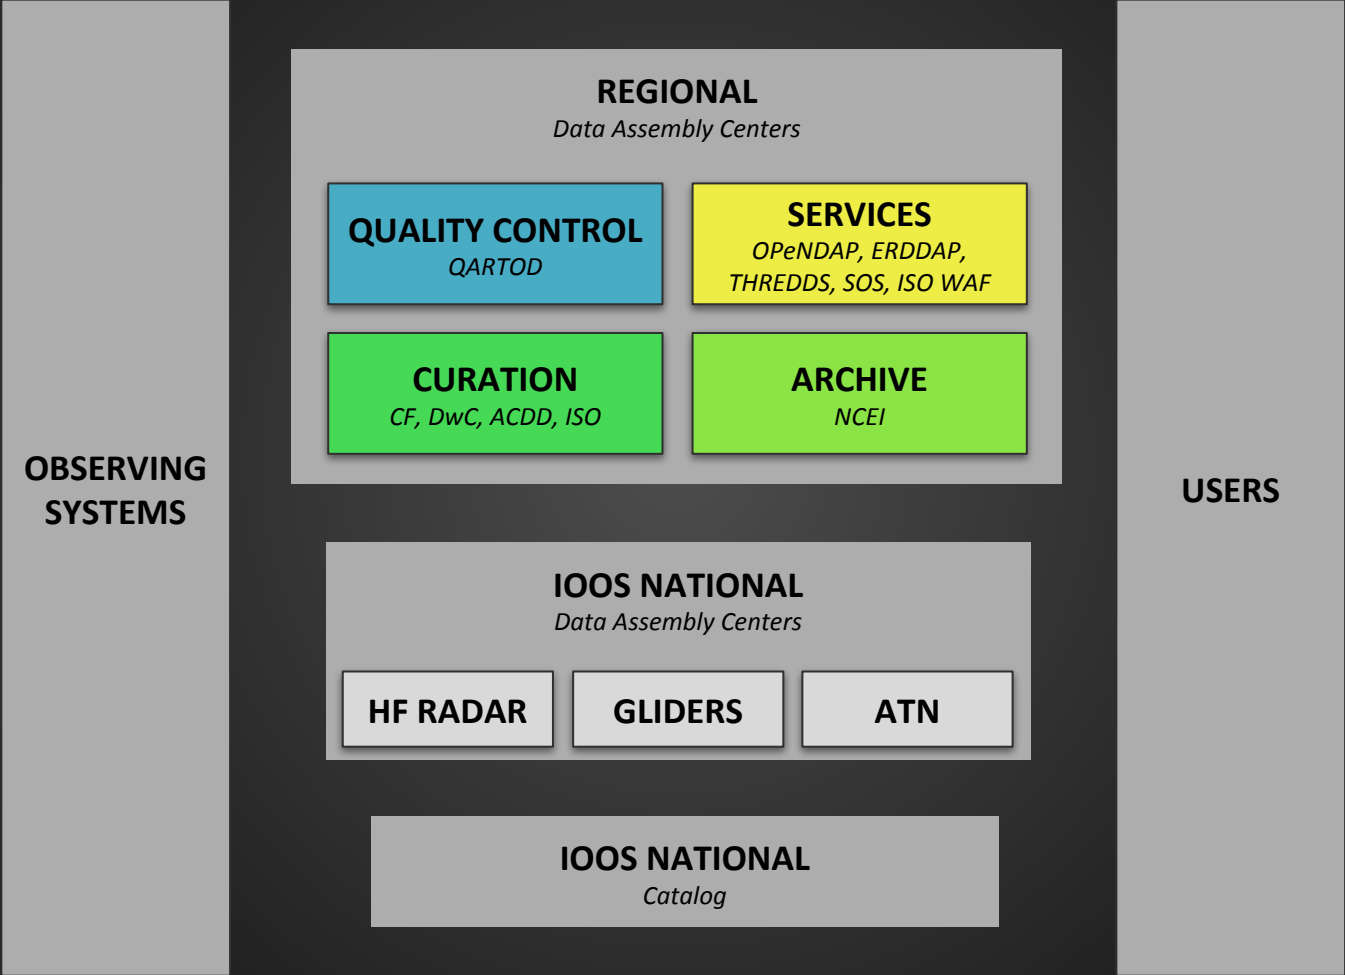 REGIONAL
Data Assembly Centers
QUALITY CONTROL
QARTOD
SERVICES
OPeNDAP, ERDDAP,
THREDDS, SOS, ISO WAF
CURATION
CF, DwC, ACDD, ISO
ARCHIVE
NCEI
OBSERVING
SYSTEMS
USERS
IOOS NATIONAL
Data Assembly Centers
HF RADAR
GLIDERS
ATN
IOOS NATIONAL
Catalog